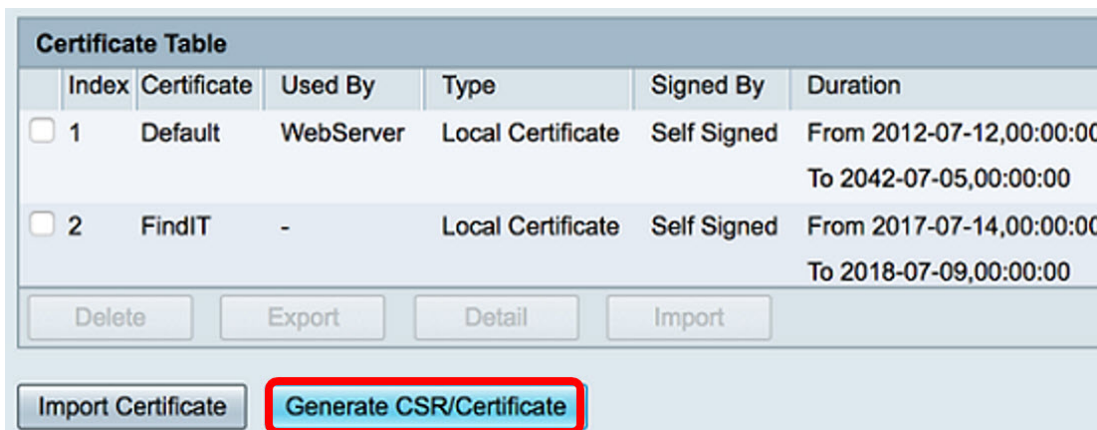 Certificate Table
Index Certificate Used By Type Signed By Duration
1 Default WebServer Local Certificate Self Signed From 2012-07-12,00:00:00
To 2042-07-05,00:00:00
2 FindIT - Local Certificate Self Signed From 2017-07-14,00:00:00
To 2018-07-09,00:00:00
Delete Export Detail Import
Import Certificate Generate CSR/Certificate